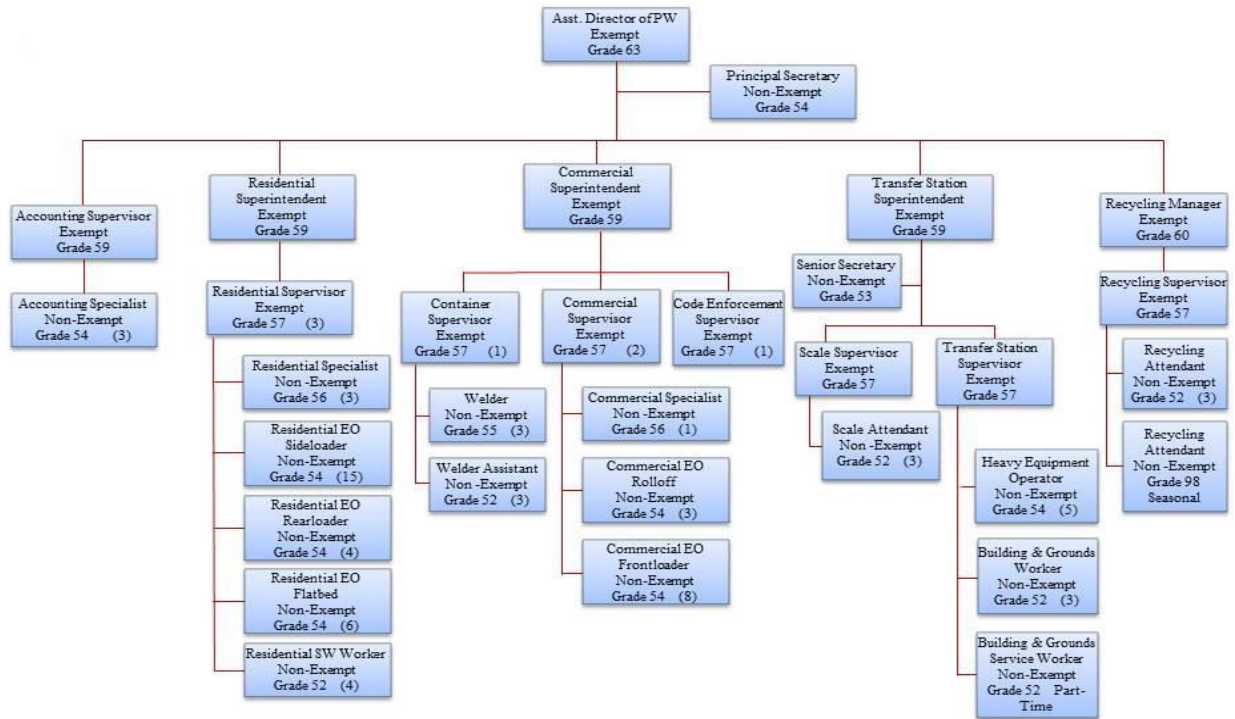 Asst. Director of PW
Exempt
Grade 63
Principal Secretary
Non-Exempt
Grade 54
Accounting Supervisor
Exempt
Grade 59
Accounting Specialist
Non-Exempt
Grade 54 (3)
Residential
Superintendent
Exempt
Grade 59
Residential Supervisor
Exempt
Grade 57 (3)
Residential Specialist
Non -Exempt
Grade 56 (3)
Residential EO
Sideloader
Non-Exempt
Grade 54 (15)
Residential EO
Rearloader
Non-Exempt
Grade 54 (4)
Residential EO
Flatbed
Non-Exempt
Grade 54 (6)
Residential SW Worker
Non-Exempt
Grade 52 (4)
Commercial
Superintendent
Exempt
Grade 59
Container
Supervisor
Exempt
Grade 57 (1)
Welder
Non -Exempt
Grade 55 (3)
Welder Assistant
Non -Exempt
Grade 52 (3)
Commercial
Supervisor
Exempt
Grade 57 (2)
Commercial Specialist
Non -Exempt
Grade 56 (1)
Commercial EO
Rolloff
Non-Exempt
Grade 54 (3)
Commercial EO
Frontloader
Non-Exempt
Grade 54 (8)
Code Enforcement
Supervisor
Exempt
Grade 57 (1)
Transfer Station
Superintendent
Exempt
Grade 59
Senior Secretary
Non-Exempt
Grade 53
Scale Supervisor
Exempt
Grade 57
Scale Attendant
Non -Exempt
Grade 52 (3)
Transfer Station
Supervisor
Exempt
Grade 57
Heavy Equipment
Operator
Non -Exempt
Grade 54 (5)
Building & Grounds
Worker
Non-Exempt
Grade 52 (3)
Building & Grounds
Service Worker
Non-Exempt
Grade 52 Part-
Time
Recycling Manager
Exempt
Grade 60
Recycling Supervisor
Exempt
Grade 57
Recycling
Attendant
Non -Exempt
Grade 52 (3)
Recycling
Attendant
Non -Exempt
Grade 98
Seasonal